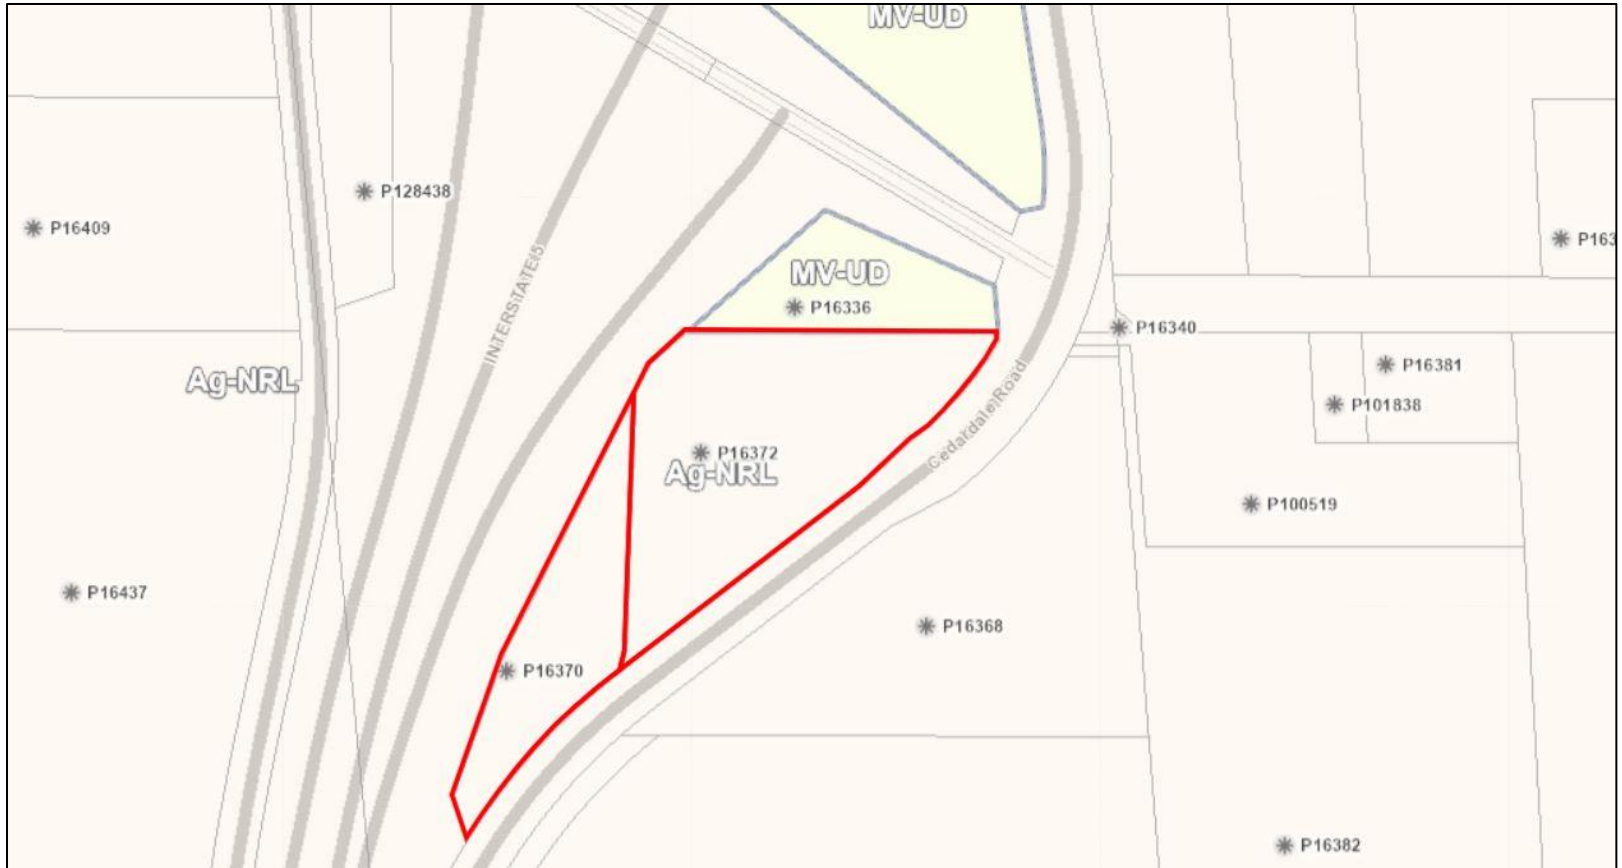 MV-UD
P128438
P16409
P163
INTERSTATE 5
MV-UD
P16336
P16340
Ag-NRL
P16381
P101838
Cedardale Road
P16372
Ag-NRL
P100519
P16437
P16368
P16370
P16382